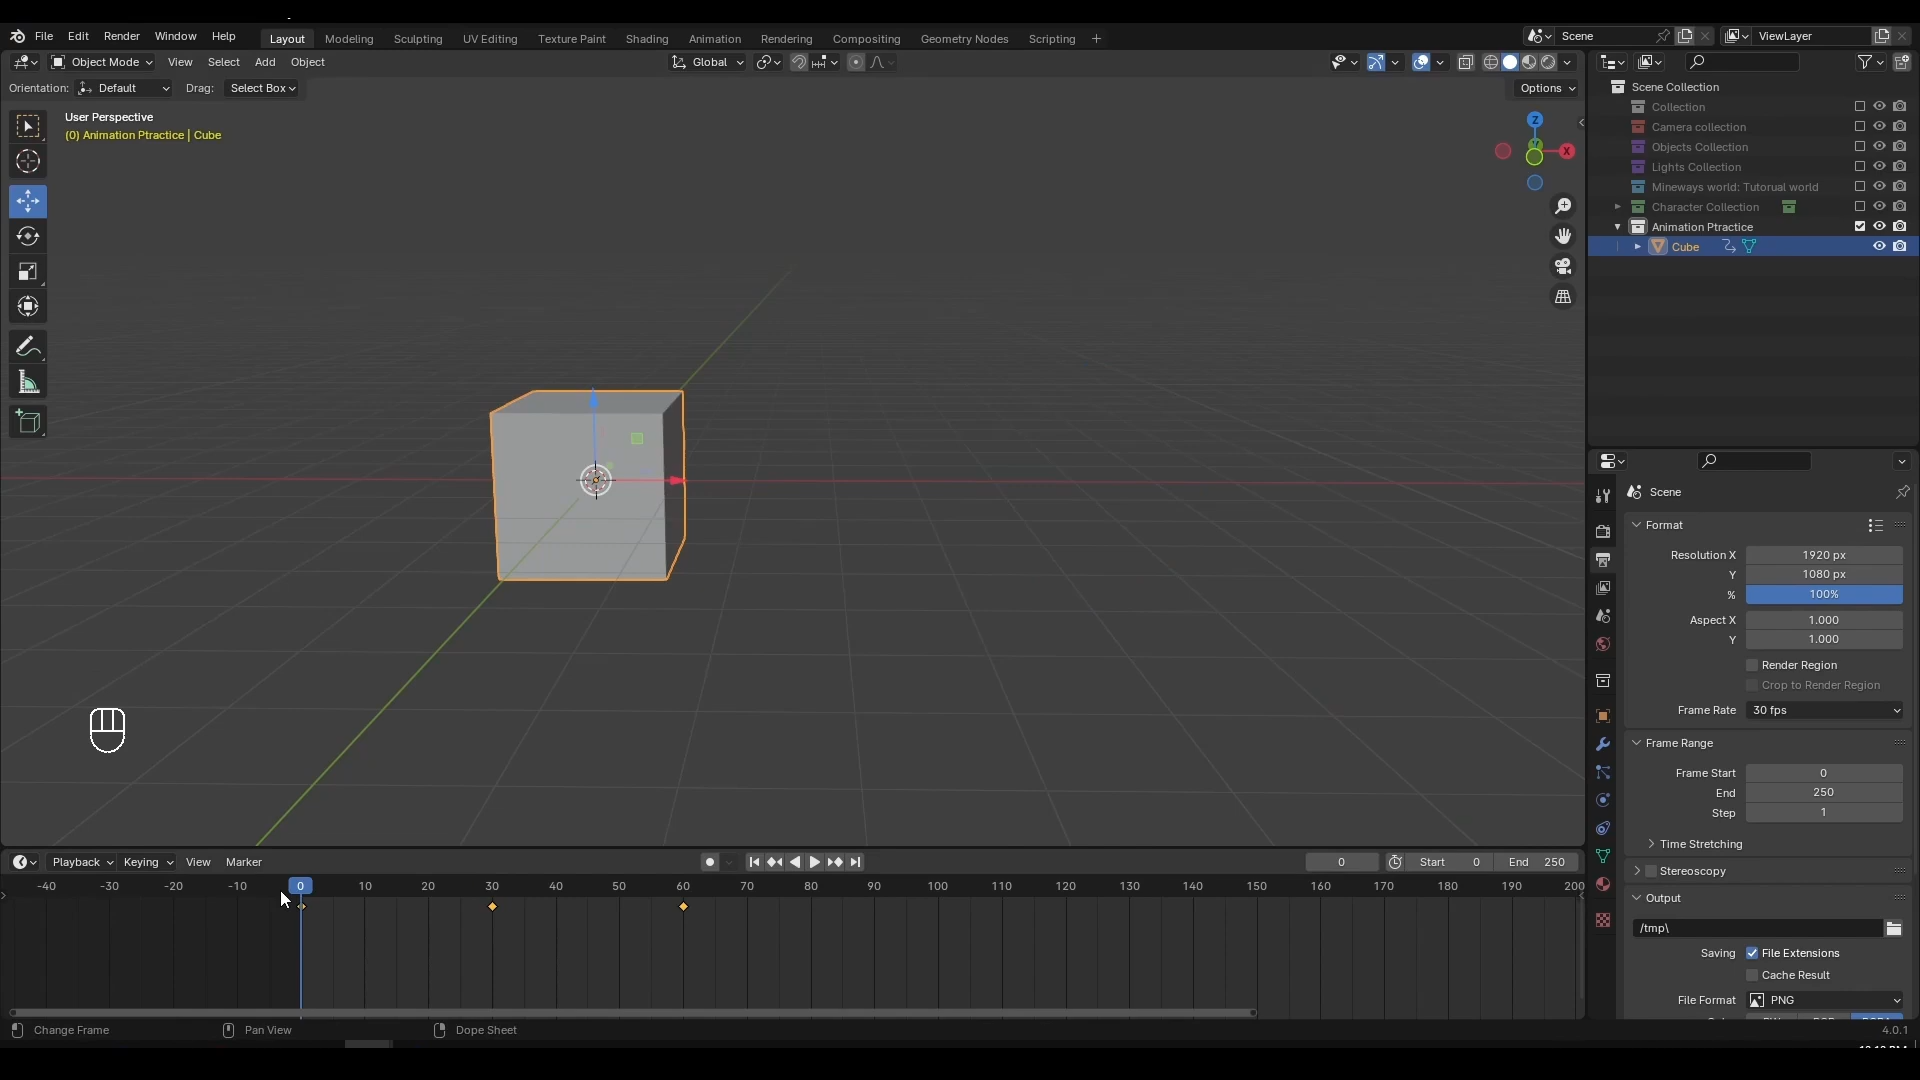 File Edit Render Window Help Layout Modeling Sculpting UV Editing Texture Paint Shading Animation Rendering Compositing Geometry Nodes Scripting + Scene ViewLayer
Object Mode View Select Add Object Global
Orientation: Default Drag: Select Box Options
User Perspective
(0) Animation Ptractice | Cube
Z
Y
X
Scene Collection
Collection
Camera collection
Objects Collection
Lights Collection
Mineways world: Tutorual world
Character Collection
Animation Ptractice
Cube
Scene
Format
Resolution X 1920 px
Y 1080 px
% 100%
Aspect X 1.000
Y 1.000
Render Region
Crop to Render Region
Frame Rate 30 fps
Frame Range
Frame Start 0
End 250
Step 1
Time Stretching
Stereoscopy
Output
/tmp\
Saving File Extensions
Cache Result
File Format PNG
Playback Keying View Marker 0 Start 0 End 250
-40 -30 -20 -10 0 10 20 30 40 50 60 70 80 90 100 110 120 130 140 150 160 170 180 190 200
Change Frame Pan View Dope Sheet 4.0.1